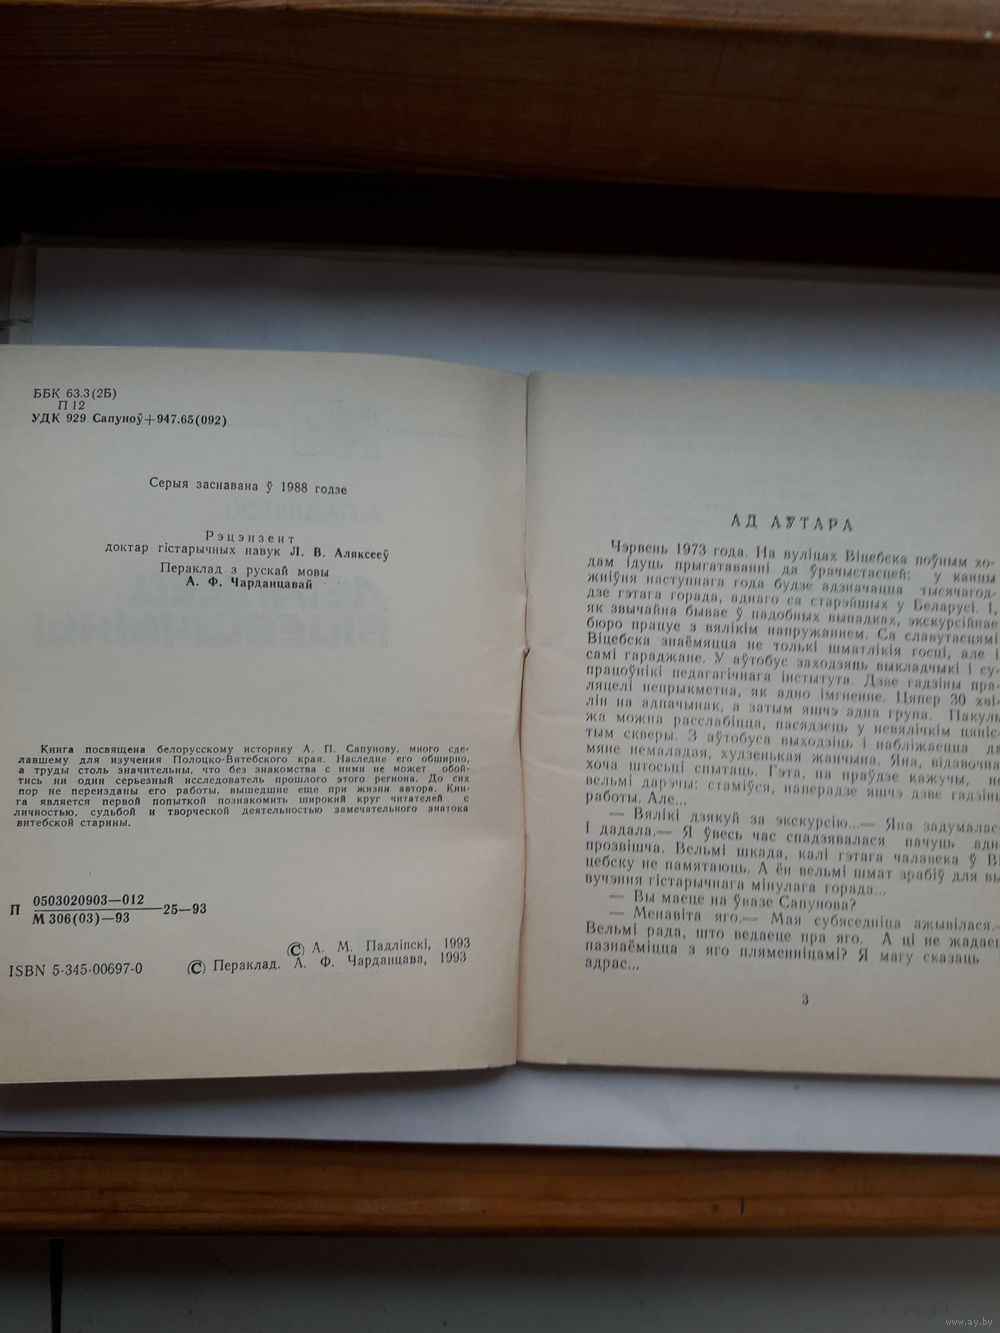 ББК 63.3(2Б)
П 12
УДК 929 Сапуноў+947.65(092)
Серыя заснавана ў 1988 годзе
Рэцэнзент
доктар гістарычных навук Л. В. Аляксееў
Пераклад з рускай мовы
А. Ф. Чарданцавай
Книга посвящена белорусскому историку А. П. Сапунову, много сде-
лавшему для изучения Полоцко-Витебского края. Наследие его обширно,
а труды столь значительны, что без знакомства с ними не может обой-
тись ни один серьезный исследователь прошлого этого региона. До сих
пор не переизданы его работы, вышедшие еще при жизни автора. Кни-
га является первой попыткой познакомить широкий круг читателей с
личностью, судьбой и творческой деятельностью замечательного знатока
витебской старины.
П 0503020903—012
М 306(03)—93 25—93
© А. М. Падліпскі, 1993
ISBN 5-345-00697-0 © Пераклад. А. Ф. Чарданцава, 1993
АД АЎТАРА
Чэрвень 1973 года. На вуліцах Віцебска поўным хо-
дам ідуць прыгатаванні да ўрачыстасцей: у канцы
жніўня наступнага года будзе адзначацца тысячагод-
дзе гэтага горада, аднаго са старэйшых у Беларусі. І,
як звычайна бывае ў падобных выпадках, экскурсійнае
бюро працуе з вялікім напружаннем. Са славутасцямі
Віцебска знаёмяцца не толькі шматлікія госці, але і
самі гараджане. У аўтобус заходзяць выкладчыкі і су-
працоўнікі педагагічнага інстытута. Дзве гадзіны пра-
ляцелі непрыкметна, як адно імгненне. Цяпер 30 хві-
лін на адпачынак, а затым яшчэ адна група. Пакуль
жа можна расслабіцца, пасядзець у невялічкім цяніс-
тым скверы. З аўтобуса выходзіць і набліжаецца да
мяне немаладая, худзенькая жанчына. Яна, відавочна,
хоча штосьці спытаць. Гэта, па праўдзе кажучы, не
вельмі дарэчы: стаміўся, наперадзе яшчэ дзве гадзіны
работы. Але...
— Вялікі дзякуй за экскурсію...— Яна задумалася
і дадала.— Я ўвесь час спадзявалася пачуць адно
прозвішча. Вельмі шкада, калі гэтага чалавека ў Ві-
цебску не памятаюць. А ён вельмі шмат зрабіў для вы-
вучэння гістарычнага мінулага горада...
— Вы маеце на ўвазе Сапунова?
— Менавіта яго.— Мая субяседніца ажывілася.—
Вельмі рада, што ведаеце пра яго. А ці не жадаеце
пазнаёміцца з яго пляменніцамі? Я магу сказаць
адрас...
3
www.ay.by